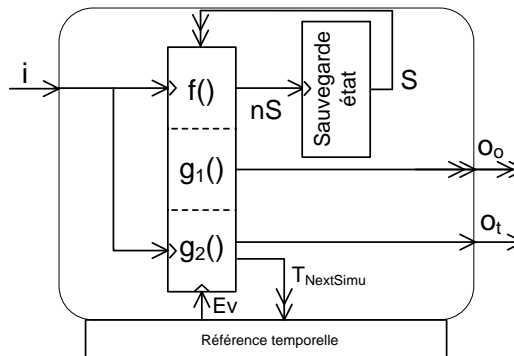 i
f()
nS
Sauvegarde
état
S
g₁()
oₒ
g₂()
oₜ
T_NextSimu
Ev
Référence temporelle